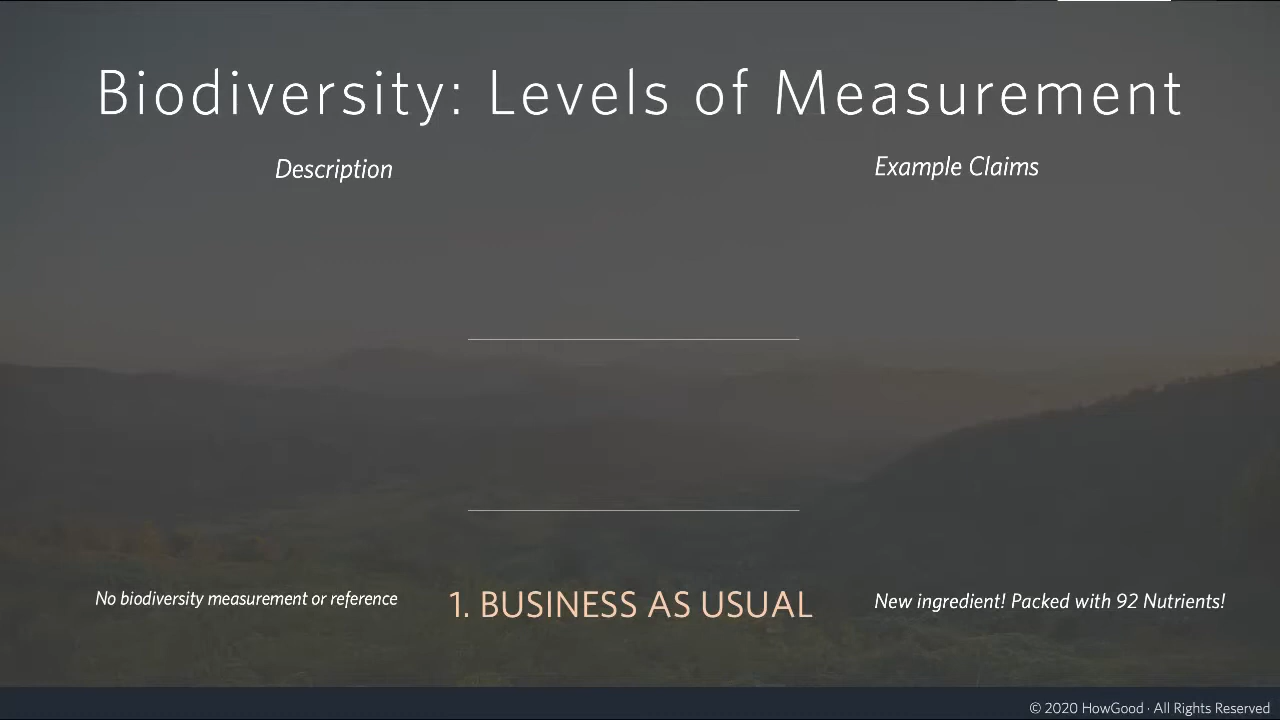 Biodiversity: Levels of Measurement
Description
Example Claims
No biodiversity measurement or reference
1. BUSINESS AS USUAL
New ingredient! Packed with 92 Nutrients!
© 2020 HowGood · All Rights Reserved